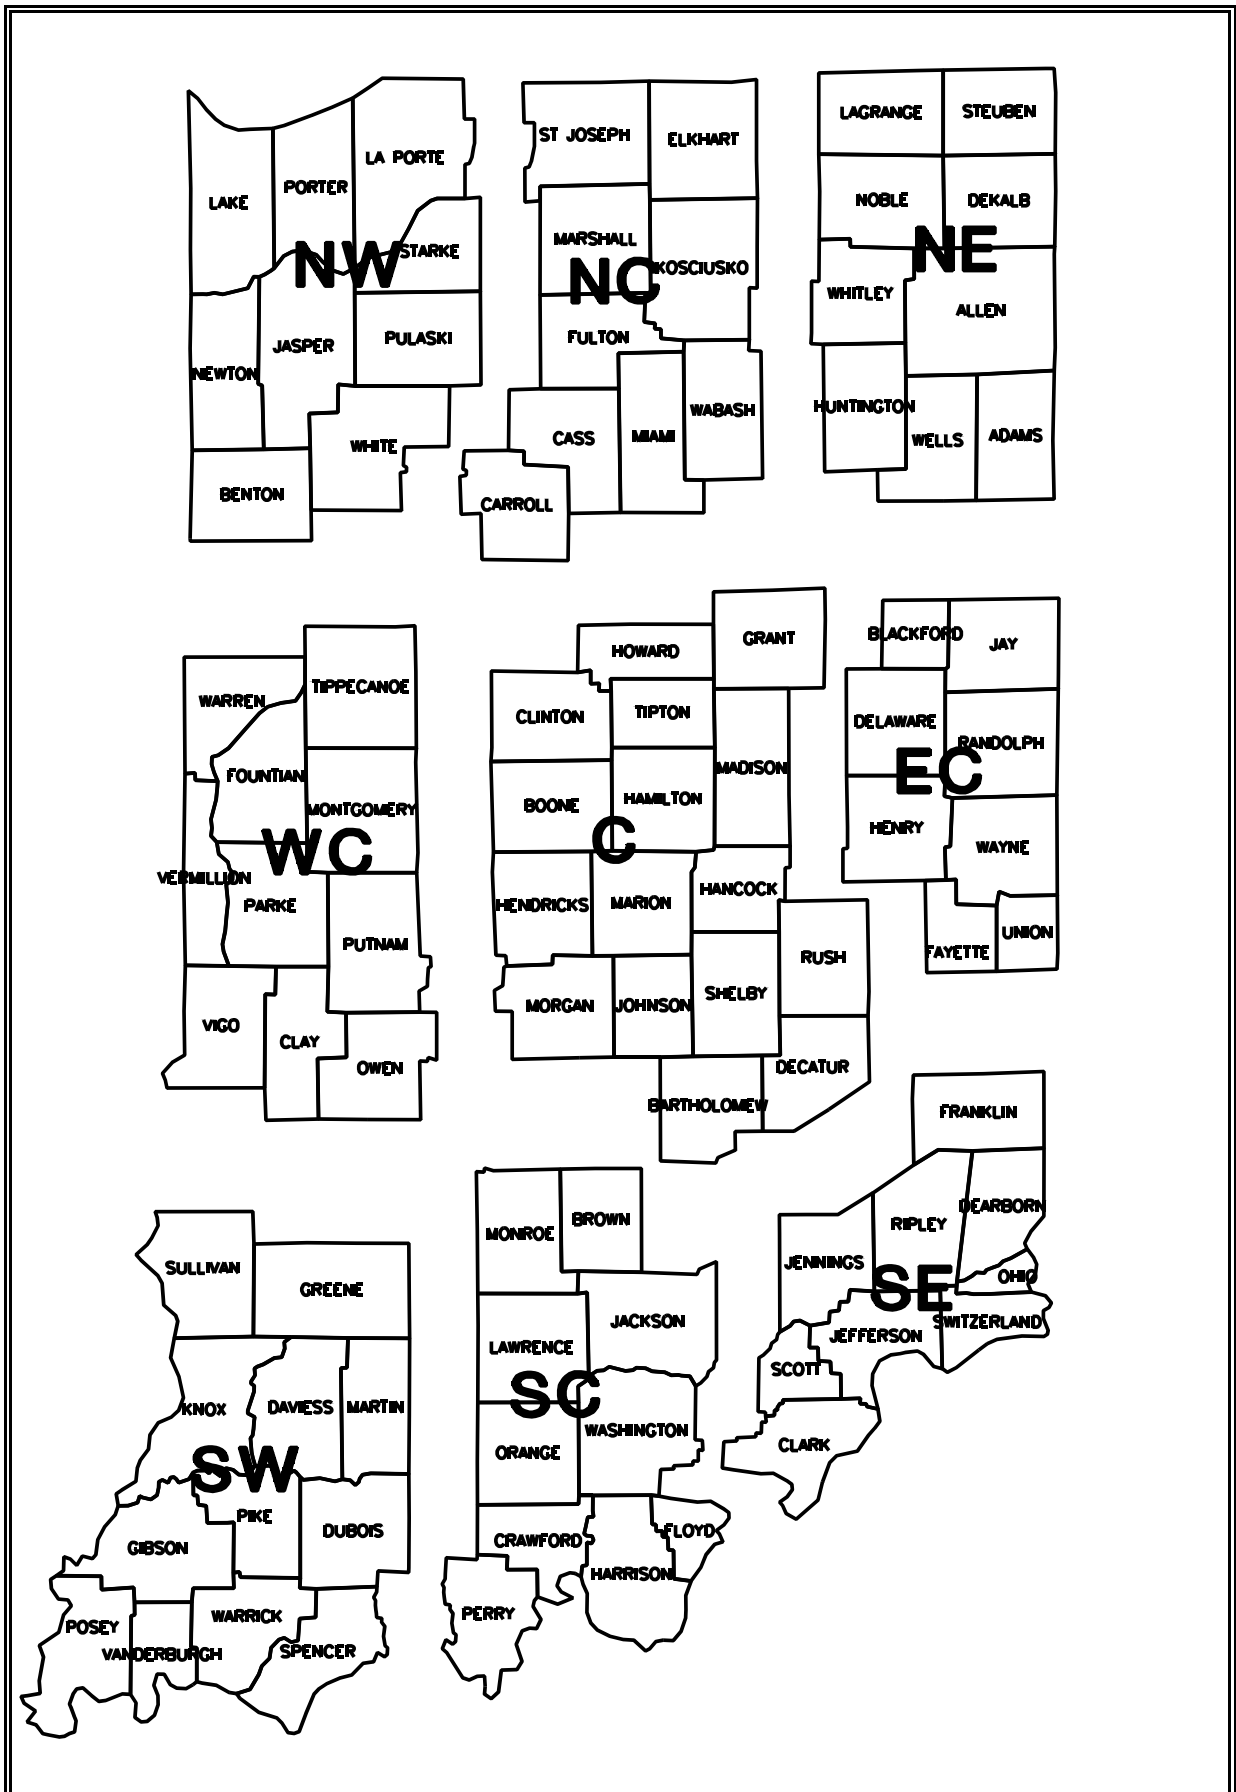 LA PORTE
PORTER
LAKE
STARKE
NW
JASPER
PULASKI
NEWTON
WHITE
BENTON
ST JOSEPH
ELKHART
MARSHALL
KOSCIUSKO
NC
FULTON
CASS
MIAMI
WABASH
CARROLL
LAGRANGE
STEUBEN
NOBLE
DEKALB
NE
WHITLEY
ALLEN
HUNTINGTON
WELLS
ADAMS
WARREN
TIPPECANOE
FOUNTIAN
MONTGOMERY
WC
VERMILLION
PARKE
PUTNAM
VIGO
CLAY
OWEN
GRANT
HOWARD
CLINTON
TIPTON
MADISON
BOONE
HAMILTON
C
HENDRICKS
MARION
HANCOCK
RUSH
MORGAN
JOHNSON
SHELBY
DECATUR
BARTHOLOMEW
BLACKFORD
JAY
DELAWARE
RANDOLPH
EC
HENRY
WAYNE
FAYETTE
UNION
SULLIVAN
GREENE
KNOX
DAVIESS
MARTIN
SW
PIKE
DUBOIS
GIBSON
POSEY
WARRICK
VANDERBURGH
SPENCER
MONROE
BROWN
JACKSON
LAWRENCE
SC
WASHINGTON
ORANGE
CRAWFORD
FLOYD
HARRISON
PERRY
FRANKLIN
DEARBORN
RIPLEY
JENNINGS
OHIO
SE
SWITZERLAND
JEFFERSON
SCOTT
CLARK